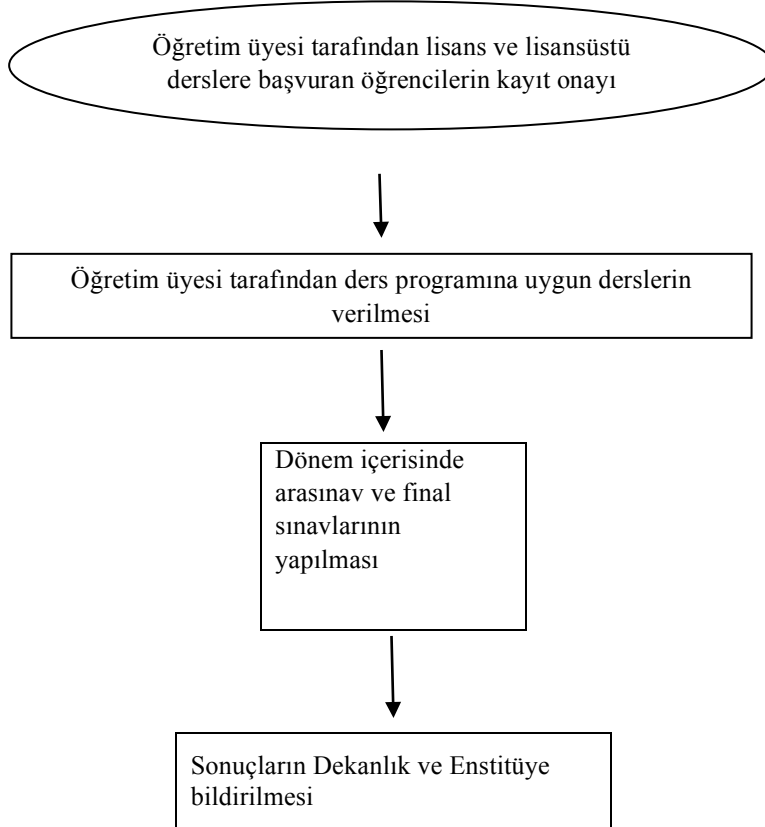 Öğretim üyesi tarafından lisans ve lisansüstü
derslere başvuran öğrencilerin kayıt onayı
Öğretim üyesi tarafından ders programına uygun derslerin
verilmesi
Dönem içerisinde
arasınav ve final
sınavlarının
yapılması
Sonuçların Dekanlık ve Enstitüye
bildirilmesi